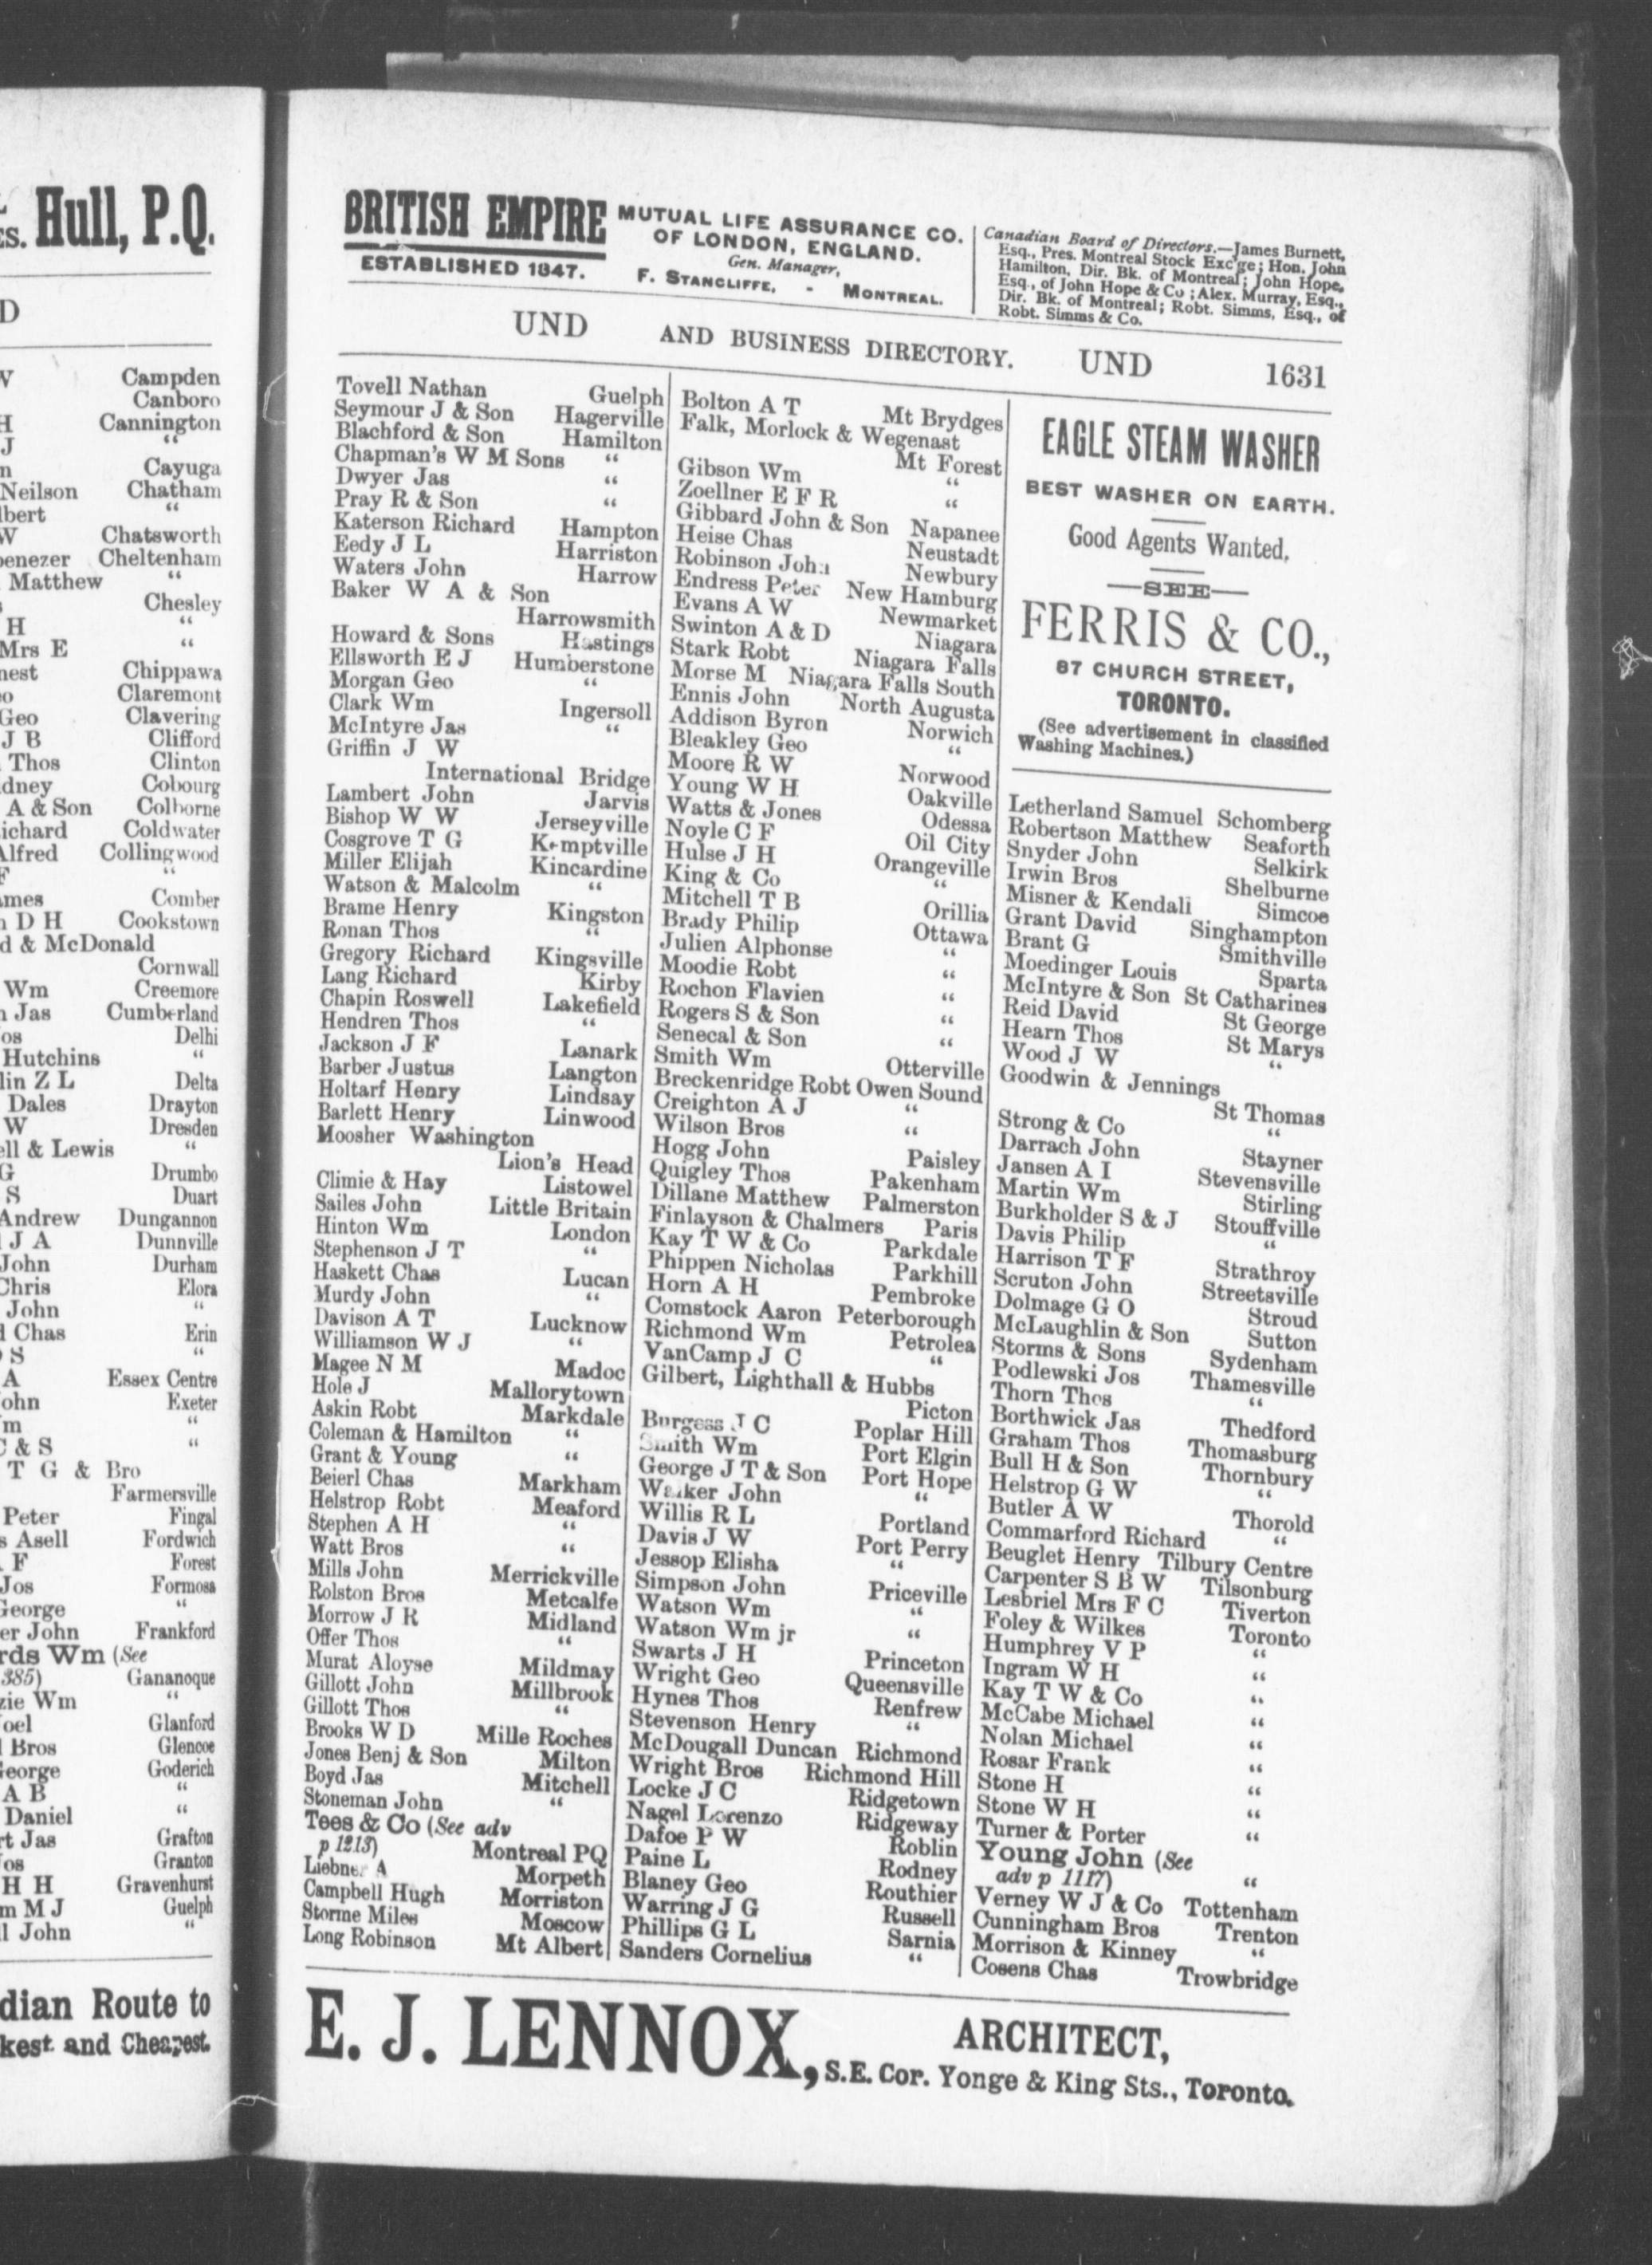 Hull, P.Q.
Campden
Canboro
Cannington
J "
Cayuga
Neilson Chatham
"
Chatsworth
Cheltenham
Matthew "
Chesley
H "
Mrs E "
Chippawa
Claremont
Geo Clavering
J B Clifford
Thos Clinton
Cobourg
A & Son Colborne
Coldwater
Alfred Collingwood
"
Comber
D H Cookstown
& McDonald
Cornwall
Wm Creemore
Jas Cumberland
Delhi
Hutchins "
Z L Delta
Dales Drayton
W Dresden
& Lewis "
G Drumbo
S Duart
Andrew Dungannon
J A Dunnville
John Durham
Chris Elora
John "
Chas Erin
S "
A Essex Centre
Exeter
"
C & S "
T G & Bro
Farmersville
Peter Fingal
Asell Fordwich
F Forest
Jos Formosa
George "
John Frankford
Wm (See
385) Gananoque
Wm "
Glanford
Bros Glencoe
George Goderich
A B "
Daniel "
Jas Grafton
Granton
H H Gravenhurst
M J Guelph
John "
Route to
and Cheapest.
BRITISH EMPIRE
ESTABLISHED 1847.
MUTUAL LIFE ASSURANCE CO.
OF LONDON, ENGLAND.
Gen. Manager,
F. STANCLIFFE, - MONTREAL.
Canadian Board of Directors.—James Burnett,
Esq., Pres. Montreal Stock Exc'ge; Hon. John
Hamilton, Dir. Bk. of Montreal; John Hope,
Esq., of John Hope & Co; Alex. Murray, Esq.,
Dir. Bk. of Montreal; Robt. Simms, Esq., of
Robt. Simms & Co.
UND AND BUSINESS DIRECTORY. UND 1631
Tovell Nathan Guelph
Seymour J & Son Hagerville
Blachford & Son Hamilton
Chapman's W M Sons "
Dwyer Jas "
Pray R & Son "
Katerson Richard Hampton
Eedy J L Harriston
Waters John Harrow
Baker W A & Son
Harrowsmith
Howard & Sons Hastings
Ellsworth E J Humberstone
Morgan Geo "
Clark Wm Ingersoll
McIntyre Jas "
Griffin J W
International Bridge
Lambert John Jarvis
Bishop W W Jerseyville
Cosgrove T G Kemptville
Miller Elijah Kincardine
Watson & Malcolm "
Brame Henry Kingston
Ronan Thos "
Gregory Richard Kingsville
Lang Richard Kirby
Chapin Roswell Lakefield
Hendren Thos "
Jackson J F Lanark
Barber Justus Langton
Holtarf Henry Lindsay
Barlett Henry Linwood
Moosher Washington
Lion's Head
Climie & Hay Listowel
Sailes John Little Britain
Hinton Wm London
Stephenson J T "
Haskett Chas Lucan
Murdy John "
Davison A T Lucknow
Williamson W J "
Magee N M Madoc
Hole J Mallorytown
Askin Robt Markdale
Coleman & Hamilton "
Grant & Young "
Beierl Chas Markham
Helstrop Robt Meaford
Stephen A H "
Watt Bros "
Mills John Merrickville
Rolston Bros Metcalfe
Morrow J R Midland
Offer Thos "
Murat Aloyse Mildmay
Gillott John Millbrook
Gillott Thos "
Brooks W D Mille Roches
Jones Benj & Son Milton
Boyd Jas Mitchell
Stoneman John "
Tees & Co (See adv
p 1213) Montreal PQ
Liebner A Morpeth
Campbell Hugh Morriston
Storme Miles Moscow
Long Robinson Mt Albert
Bolton A T Mt Brydges
Falk, Morlock & Wegenast
Mt Forest
Gibson Wm "
Zoellner E F R "
Gibbard John & Son Napanee
Heise Chas Neustadt
Robinson John Newbury
Endress Peter New Hamburg
Evans A W Newmarket
Swinton A & D Niagara
Stark Robt Niagara Falls
Morse M Niagara Falls South
Ennis John North Augusta
Addison Byron Norwich
Bleakley Geo "
Moore R W Norwood
Young W H Oakville
Watts & Jones Odessa
Noyle C F Oil City
Hulse J H Orangeville
King & Co "
Mitchell T B Orillia
Brady Philip Ottawa
Julien Alphonse "
Moodie Robt "
Rochon Flavien "
Rogers S & Son "
Senecal & Son "
Smith Wm Otterville
Breckenridge Robt Owen Sound
Creighton A J "
Wilson Bros "
Hogg John Paisley
Quigley Thos Pakenham
Dillane Matthew Palmerston
Finlayson & Chalmers Paris
Kay T W & Co Parkdale
Phippen Nicholas Parkhill
Horn A H Pembroke
Comstock Aaron Peterborough
Richmond Wm Petrolea
VanCamp J C "
Gilbert, Lighthall & Hubbs
Picton
Burgess J C Poplar Hill
Smith Wm Port Elgin
George J T & Son Port Hope
Walker John "
Willis R L Portland
Davis J W Port Perry
Jessop Elisha "
Simpson John Priceville
Watson Wm "
Watson Wm jr "
Swarts J H Princeton
Wright Geo Queensville
Hynes Thos Renfrew
Stevenson Henry "
McDougall Duncan Richmond
Wright Bros Richmond Hill
Locke J C Ridgetown
Nagel Lorenzo Ridgeway
Dafoe P W Roblin
Paine L Rodney
Blaney Geo Routhier
Warring J G Russell
Phillips G L Sarnia
Sanders Cornelius "
EAGLE STEAM WASHER
BEST WASHER ON EARTH.
Good Agents Wanted.
—SEE—
FERRIS & CO.,
87 CHURCH STREET,
TORONTO.
(See advertisement in classified
Washing Machines.)
Letherland Samuel Schomberg
Robertson Matthew Seaforth
Snyder John Selkirk
Irwin Bros Shelburne
Misner & Kendall Simcoe
Grant David Singhampton
Brant G Smithville
Moedinger Louis Sparta
McIntyre & Son St Catharines
Reid David St George
Hearn Thos St Marys
Wood J W "
Goodwin & Jennings
St Thomas
Strong & Co "
Darrach John Stayner
Jansen A I Stevensville
Martin Wm Stirling
Burkholder S & J Stouffville
Davis Philip "
Harrison T F Strathroy
Scruton John Streetsville
Dolmage G O Stroud
McLaughlin & Son Sutton
Storms & Sons Sydenham
Podlewski Jos Thamesville
Thorn Thos "
Borthwick Jas Thedford
Graham Thos Thomasburg
Bull H & Son Thornbury
Helstrop G W "
Butler A W Thorold
Commarford Richard "
Beuglet Henry Tilbury Centre
Carpenter S B W Tilsonburg
Lesbriel Mrs F C Tiverton
Foley & Wilkes Toronto
Humphrey V P "
Ingram W H "
Kay T W & Co "
McCabe Michael "
Nolan Michael "
Rosar Frank "
Stone H "
Stone W H "
Turner & Porter "
Young John (See
adv p 1117) "
Verney W J & Co Tottenham
Cunningham Bros Trenton
Morrison & Kinney "
Cosens Chas Trowbridge
E. J. LENNOX, ARCHITECT,
S.E. Cor. Yonge & King Sts., Toronto.